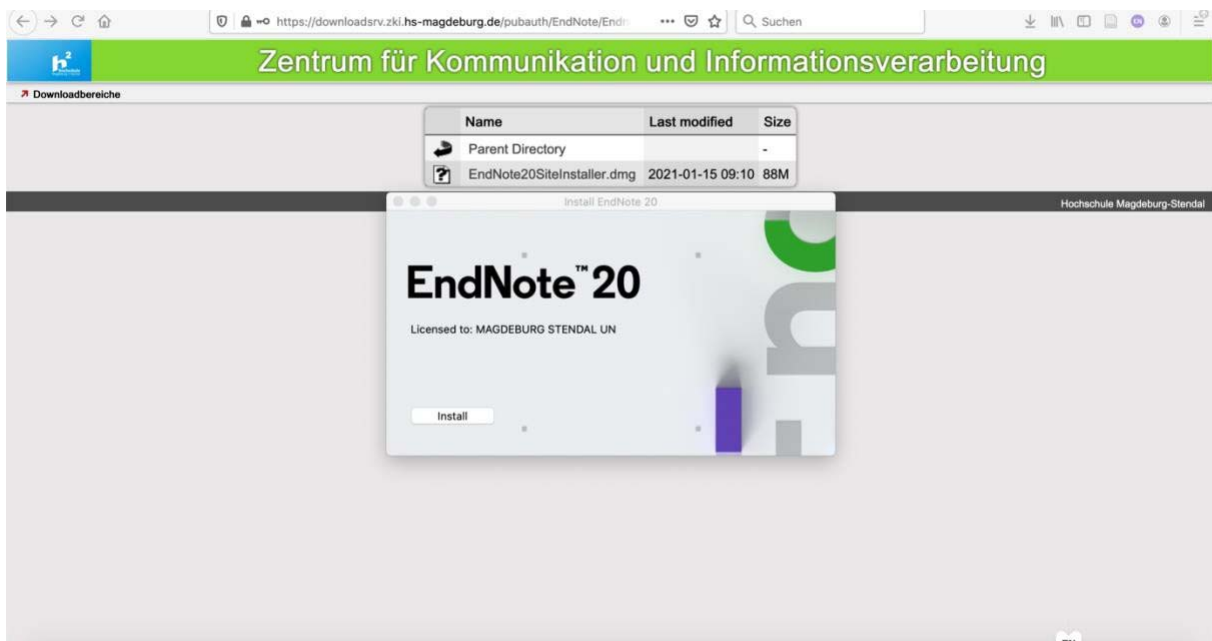 https://downloadsrv.zki.hs-magdeburg.de/pubauth/EndNote/End
Suchen
h²
Zentrum für Kommunikation und Informationsverarbeitung
Downloadbereiche
Name Last modified Size
Parent Directory -
EndNote20SiteInstaller.dmg 2021-01-15 09:10 88M
Install EndNote 20
Hochschule Magdeburg-Stendal
EndNote™ 20
Licensed to: MAGDEBURG STENDAL UN
Install